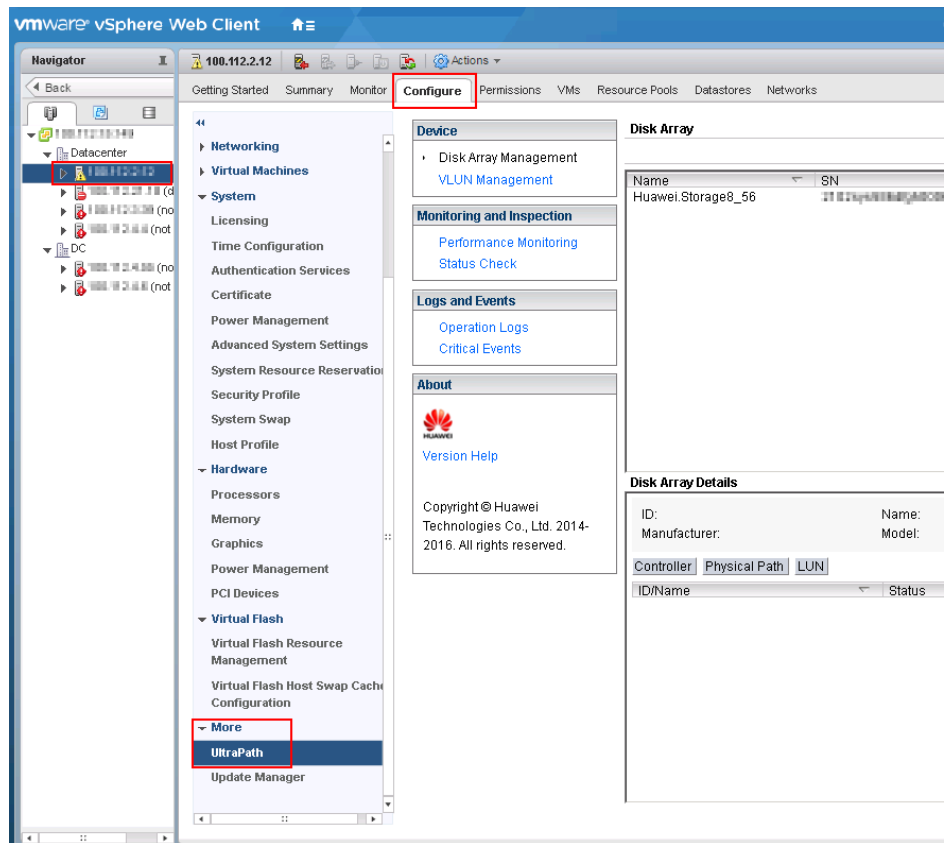 vmware® vSphere Web Client
Navigator
Back
Datacenter
(d
(no
(not
DC
(no
(not
100.112.2.12
Actions
Getting Started Summary Monitor Configure Permissions VMs Resource Pools Datastores Networks
Networking
Virtual Machines
System
Licensing
Time Configuration
Authentication Services
Certificate
Power Management
Advanced System Settings
System Resource Reservation
Security Profile
System Swap
Host Profile
Hardware
Processors
Memory
Graphics
Power Management
PCI Devices
Virtual Flash
Virtual Flash Resource
Management
Virtual Flash Host Swap Cache
Configuration
More
UltraPath
Update Manager
Device
Disk Array Management
VLUN Management
Monitoring and Inspection
Performance Monitoring
Status Check
Logs and Events
Operation Logs
Critical Events
About
HUAWEI
Version Help
Copyright © Huawei
Technologies Co., Ltd. 2014-
2016. All rights reserved.
Disk Array
Name SN
Huawei.Storage8_56
Disk Array Details
ID: Name:
Manufacturer: Model:
Controller Physical Path LUN
ID/Name Status